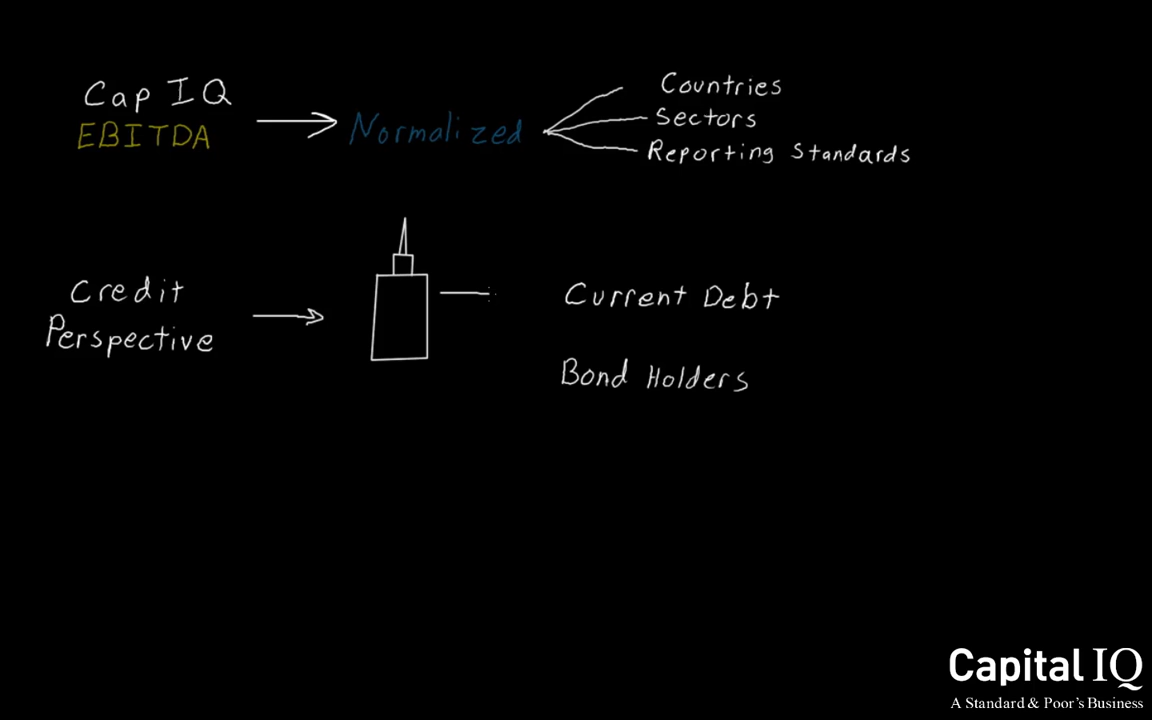 Cap IQ
EBITDA
Normalized
Countries
Sectors
Reporting Standards
Credit
Perspective
Current Debt
Bond Holders
Capital IQ
A Standard & Poor's Business